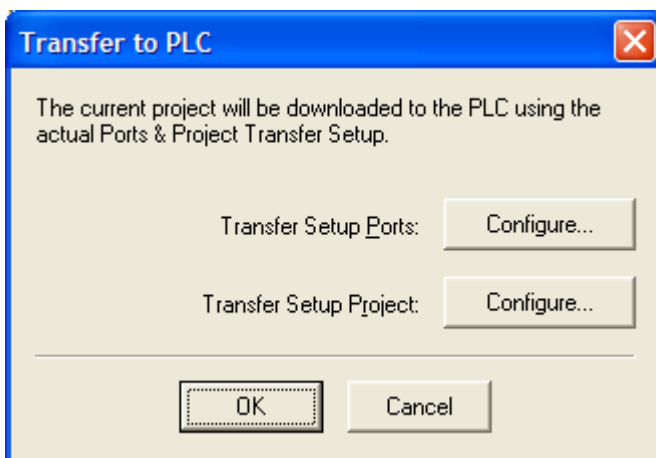 Transfer to PLC
The current project will be downloaded to the PLC using the
actual Ports & Project Transfer Setup.
Transfer Setup Ports: Configure...
Transfer Setup Project: Configure...
OK Cancel